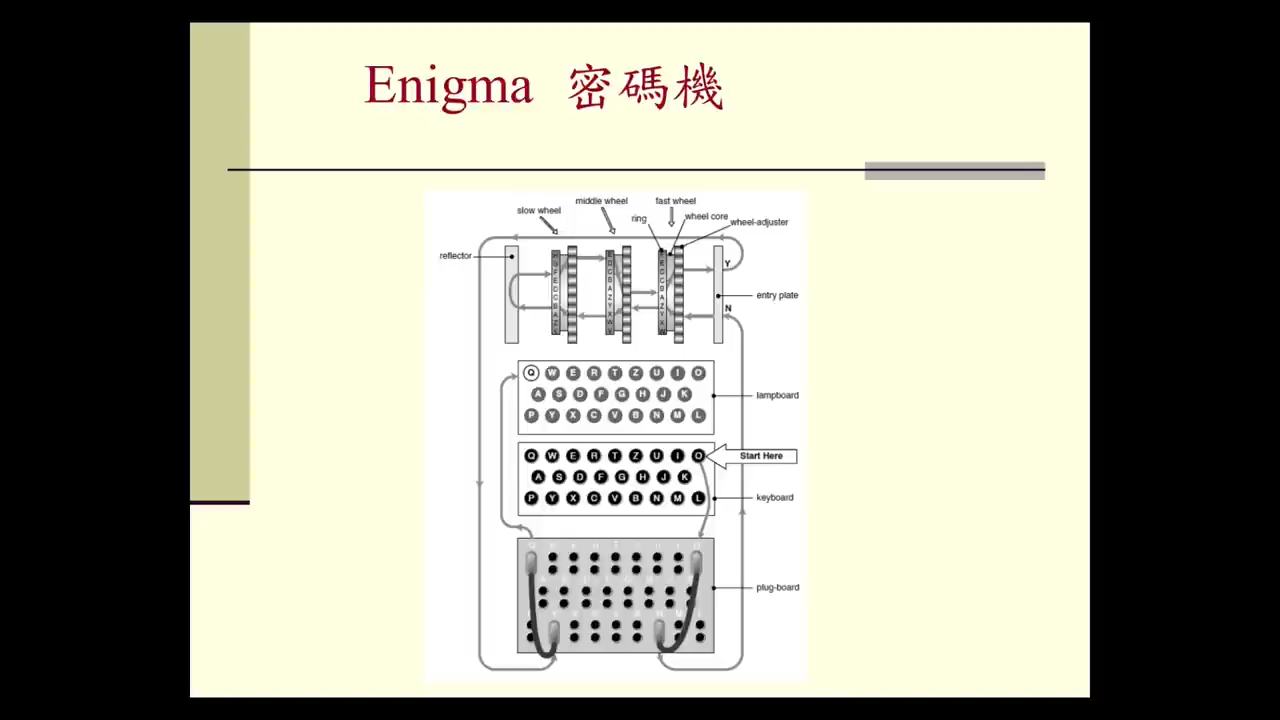 Enigma 密碼機
middle wheel
fast wheel
slow wheel
ring
wheel core
wheel-adjuster
reflector
Y
entry plate
N
Q W E R T Z U I O
A S D F G H J K
P Y X C V B N M L
lampboard
Q W E R T Z U I O
Start Here
A S D F G H J K
P Y X C V B N M L
keyboard
plug-board